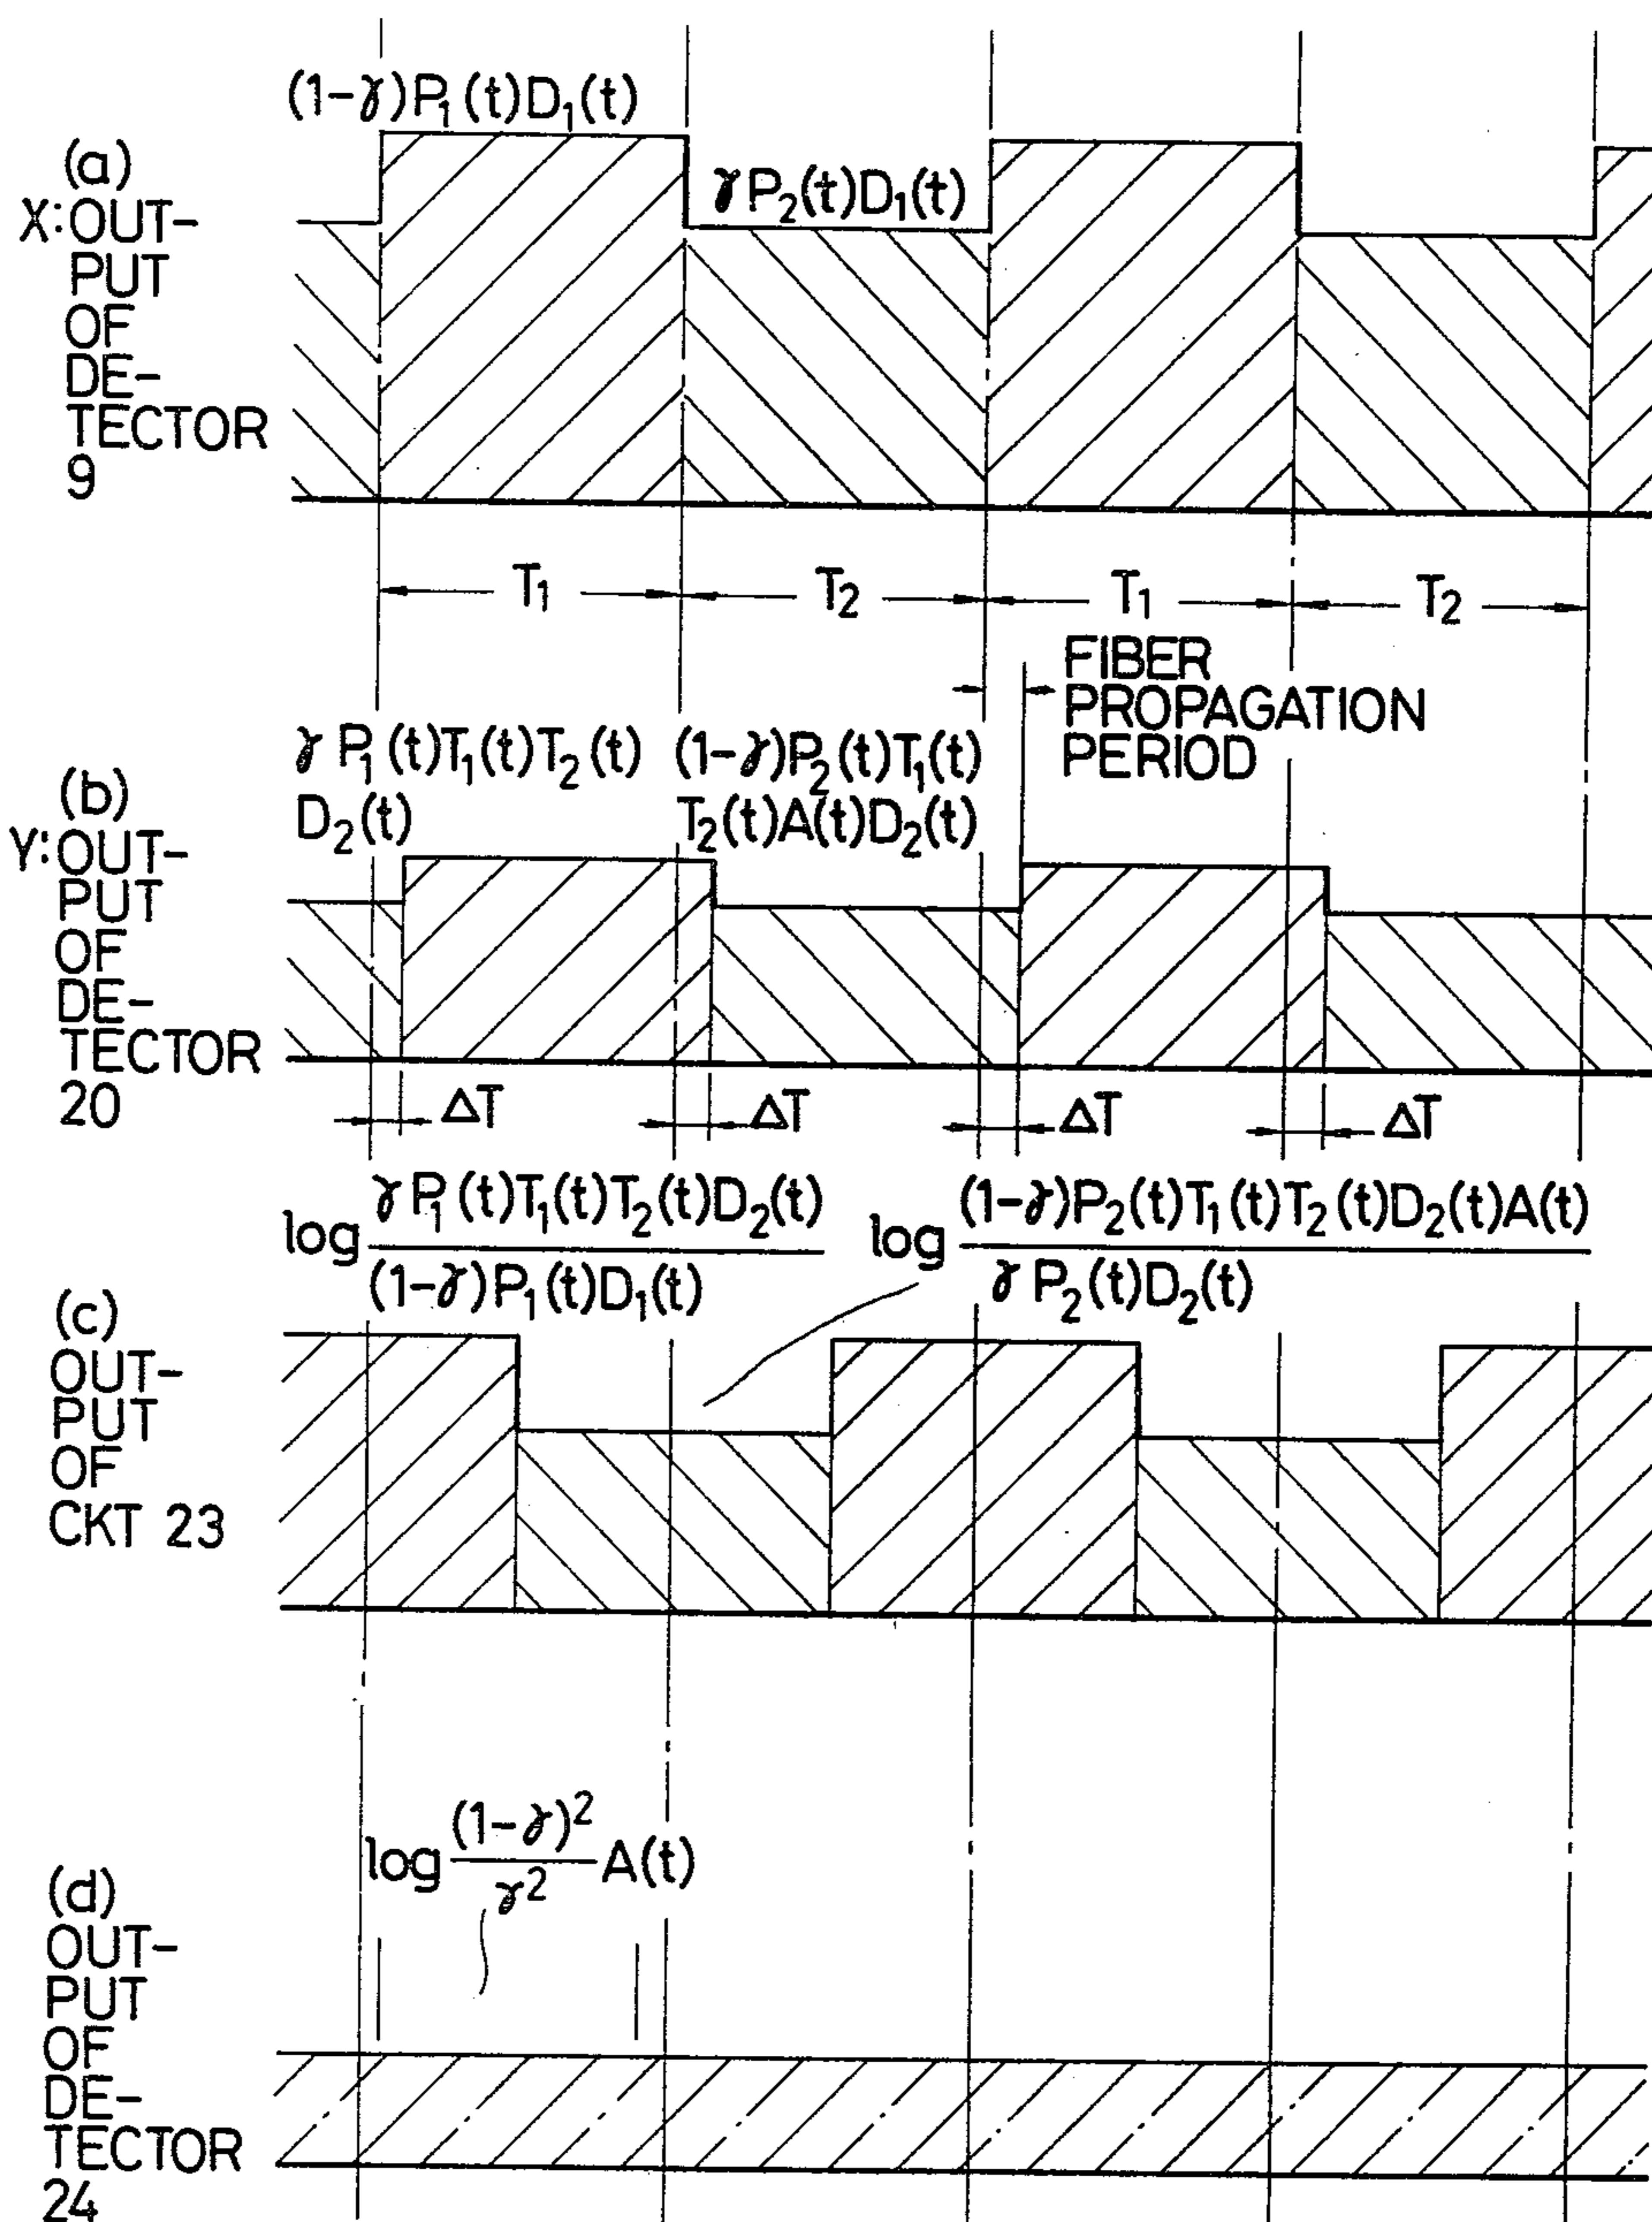 (1-γ)P₁(t)D₁(t)
γP₂(t)D₁(t)
(a)
X:OUT-
PUT
OF
DE-
TECTOR
9
T₁
T₂
T₁
T₂
FIBER
PROPAGATION
PERIOD
γP₁(t)T₁(t)T₂(t)
D₂(t)
(1-γ)P₂(t)T₁(t)
T₂(t)A(t)D₂(t)
(b)
Y:OUT-
PUT
OF
DE-
TECTOR
20
ΔT
ΔT
ΔT
ΔT
γP₁(t)T₁(t)T₂(t)D₂(t)
log
(1-γ)P₁(t)D₁(t)
(1-γ)P₂(t)T₁(t)T₂(t)D₂(t)A(t)
log
γP₂(t)D₂(t)
(c)
OUT-
PUT
OF
CKT 23
(1-γ)²
log A(t)
γ²
(d)
OUT-
PUT
OF
DE-
TECTOR
24